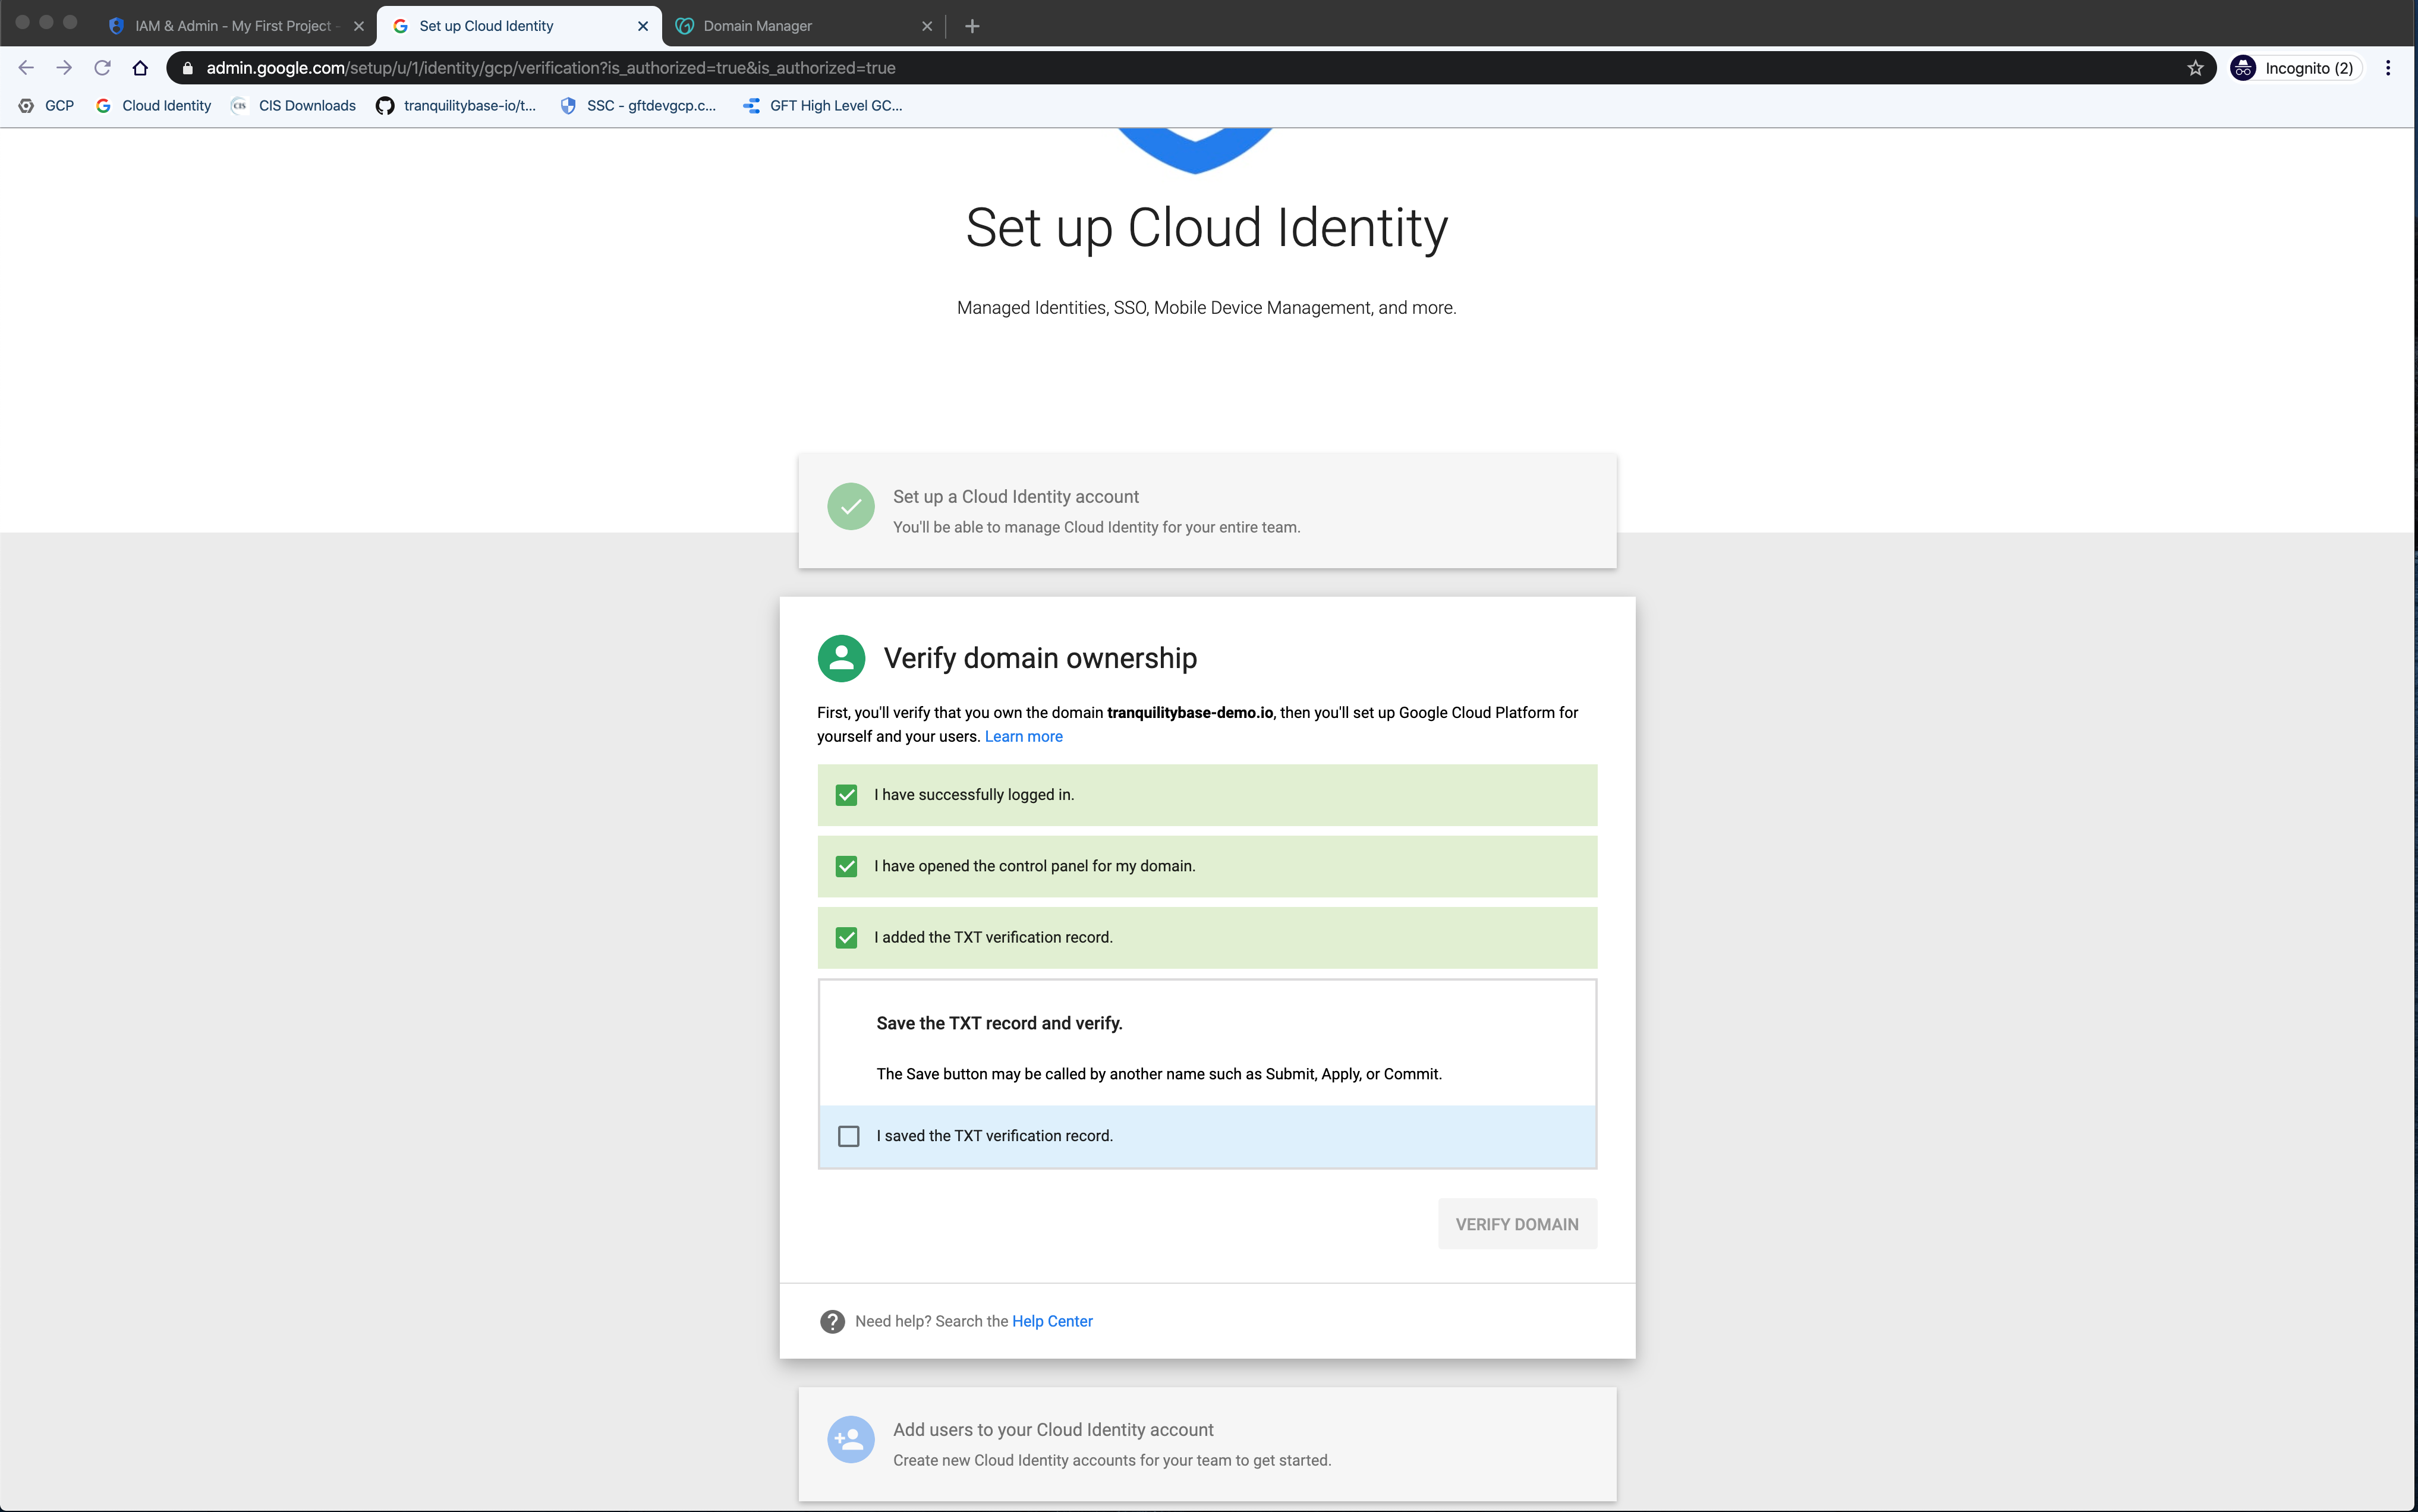 IAM & Admin - My First Project -
Set up Cloud Identity
Domain Manager
admin.google.com/setup/u/1/identity/gcp/verification?is_authorized=true&is_authorized=true
Incognito (2)
GCP
Cloud Identity
CIS Downloads
tranquilitybase-io/t...
SSC - gftdevgcp.c...
GFT High Level GC...
Set up Cloud Identity
Managed Identities, SSO, Mobile Device Management, and more.
Set up a Cloud Identity account
You'll be able to manage Cloud Identity for your entire team.
Verify domain ownership
First, you'll verify that you own the domain tranquilitybase-demo.io, then you'll set up Google Cloud Platform for
yourself and your users. Learn more
I have successfully logged in.
I have opened the control panel for my domain.
I added the TXT verification record.
Save the TXT record and verify.
The Save button may be called by another name such as Submit, Apply, or Commit.
I saved the TXT verification record.
VERIFY DOMAIN
Need help? Search the Help Center
Add users to your Cloud Identity account
Create new Cloud Identity accounts for your team to get started.